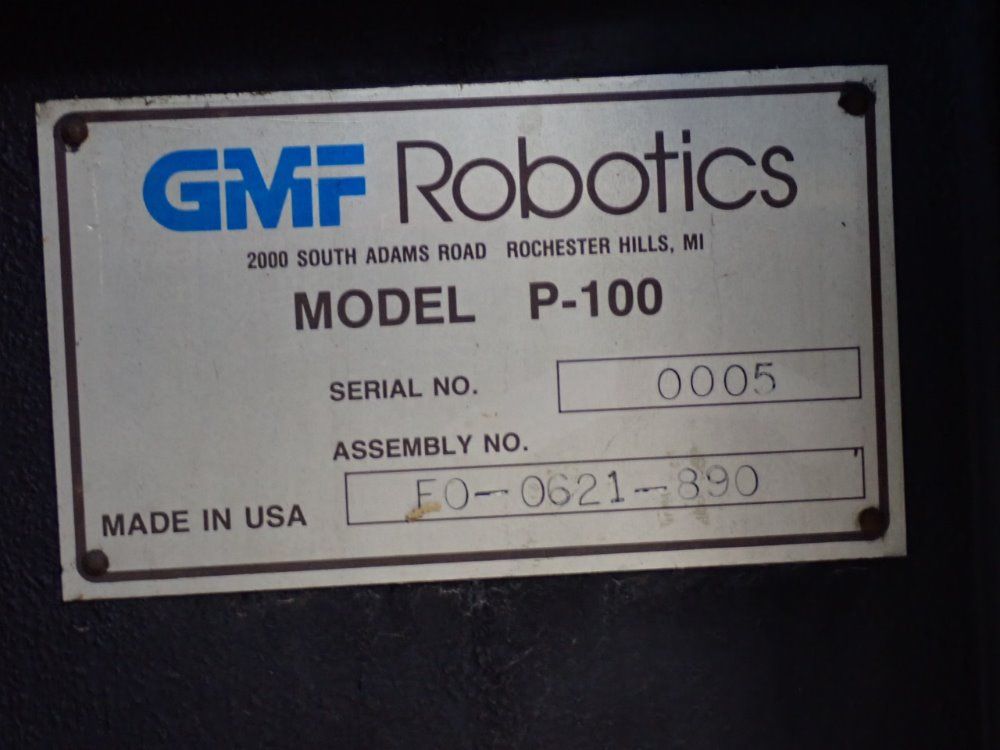 GMF Robotics
2000 SOUTH ADAMS ROAD ROCHESTER HILLS, MI
MODEL P-100
SERIAL NO. 0005
ASSEMBLY NO.
EO-0621-890
MADE IN USA